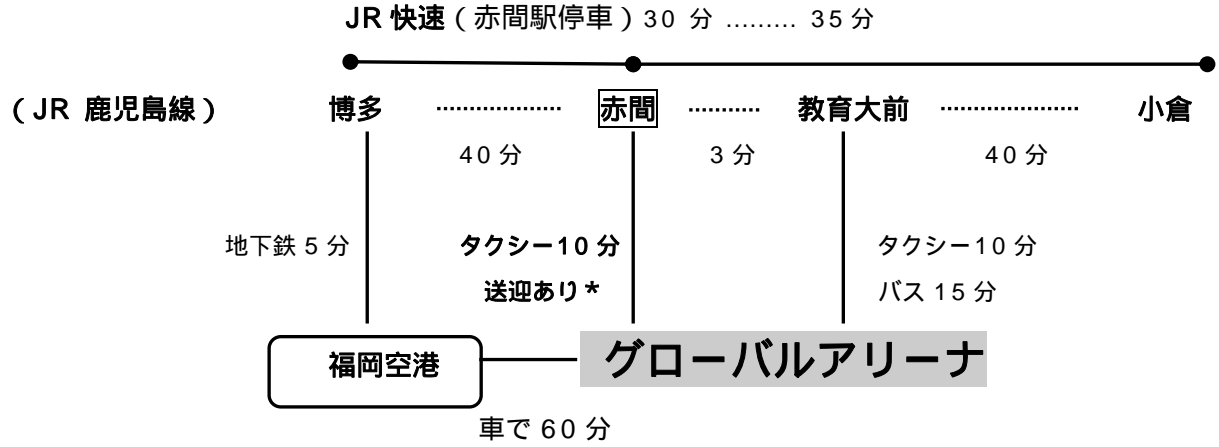 JR 快速（赤間駅停車）30 分 ......... 35 分
（JR 鹿児島線） 博多 ·················· 赤間 ·········· 教育大前 ···················· 小倉
40 分 3 分 40 分
地下鉄 5 分 タクシー10 分 タクシー10 分
送迎あり* バス 15 分
福岡空港 グローバルアリーナ
車で 60 分